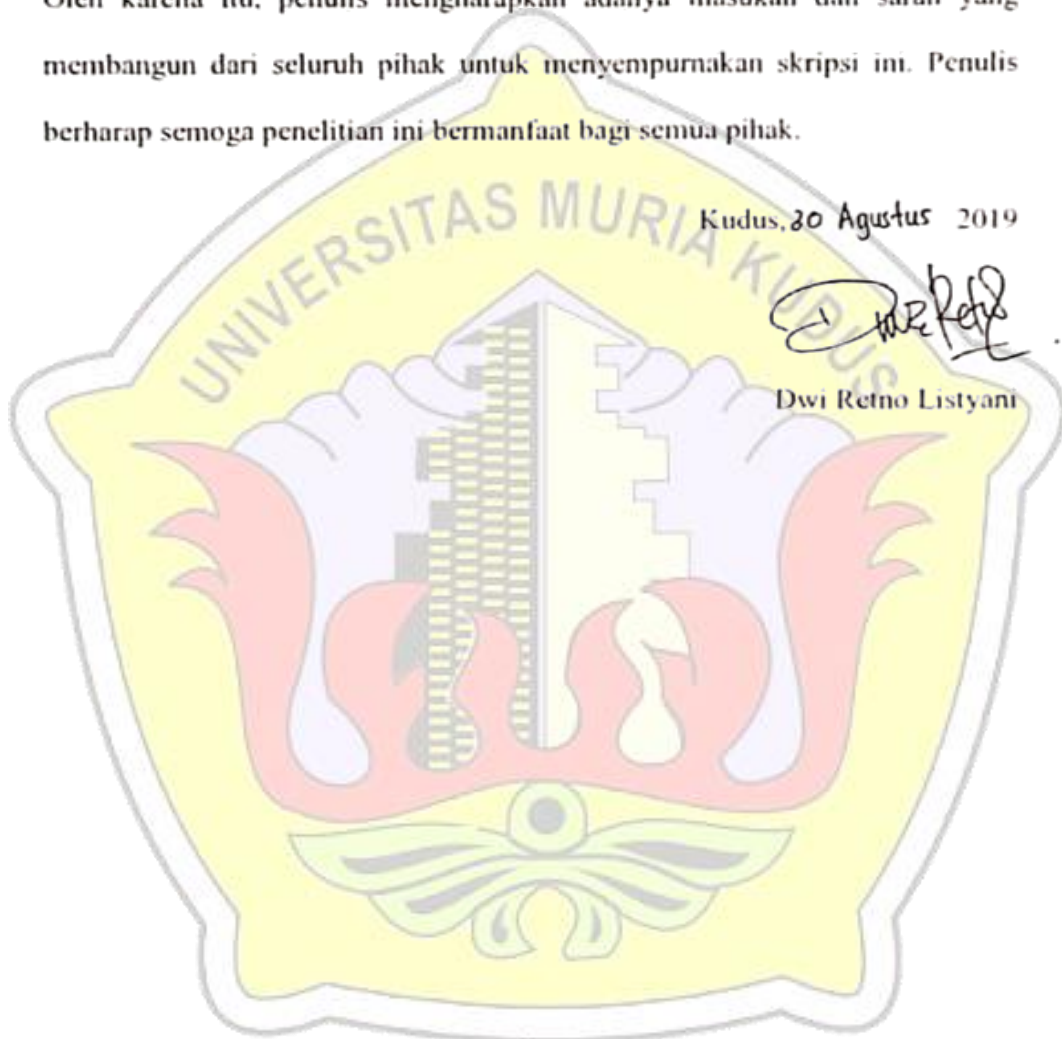 Oleh karena itu, penulis mengharapkan adanya masukan dan saran yang
membangun dari seluruh pihak untuk menyempurnakan skripsi ini. Penulis
berharap semoga penelitian ini bermanfaat bagi semua pihak.
UNIVERSITAS MURIA KUDUS
Kudus, 30 Agustus 2019
Dwi Retno Listyani